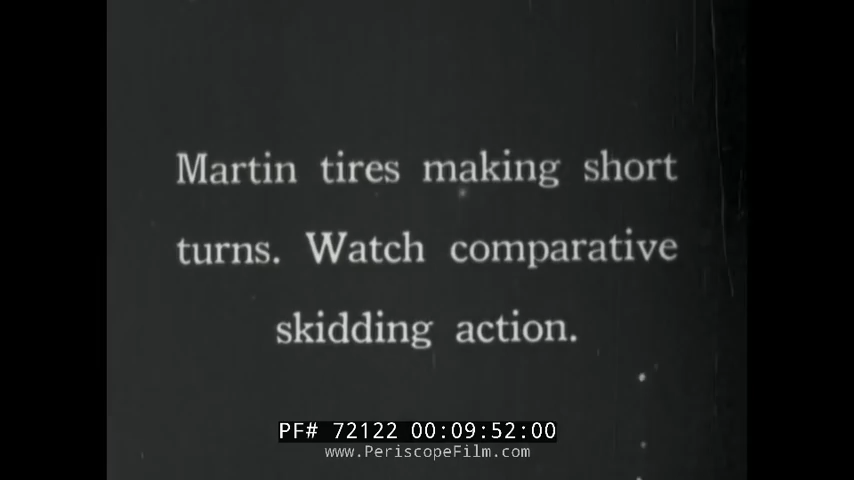 Martin tires making short
turns. Watch comparative
skidding action.
PF# 72122 00:09:52:00
www.PeriscopeFilm.com